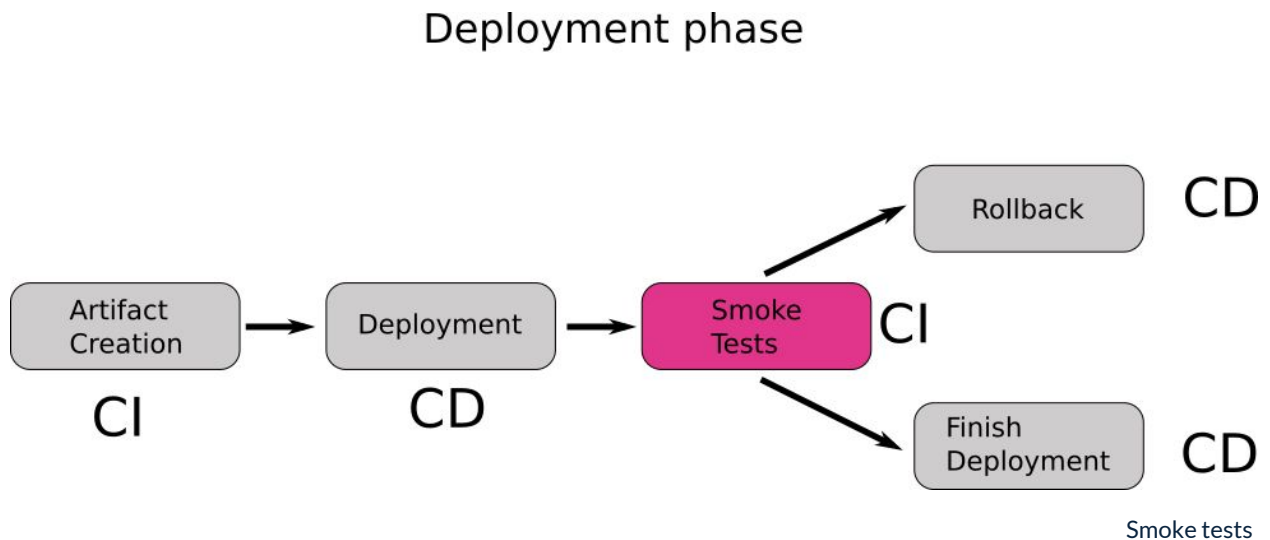 Deployment phase
Artifact
Creation
CI
Deployment
CD
Smoke
Tests
CI
Rollback
CD
Finish
Deployment
CD
Smoke tests